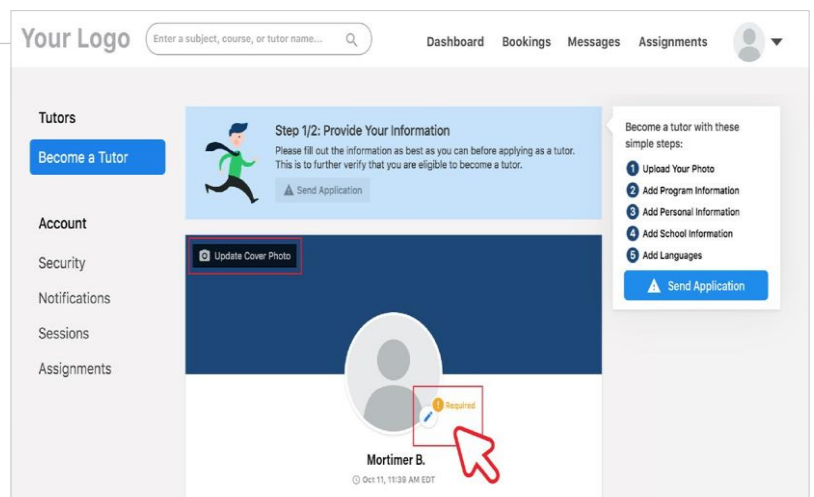 Your Logo
Enter a subject, course, or tutor name...
Dashboard
Bookings
Messages
Assignments
Tutors
Become a Tutor
Account
Security
Notifications
Sessions
Assignments
Step 1/2: Provide Your Information
Please fill out the information as best as you can before applying as a tutor.
This is to further verify that you are eligible to become a tutor.
Send Application
Update Cover Photo
Required
Mortimer B.
Oct 11, 11:39 AM EDT
Become a tutor with these
simple steps:
1 Upload Your Photo
2 Add Program Information
3 Add Personal Information
4 Add School Information
5 Add Languages
Send Application